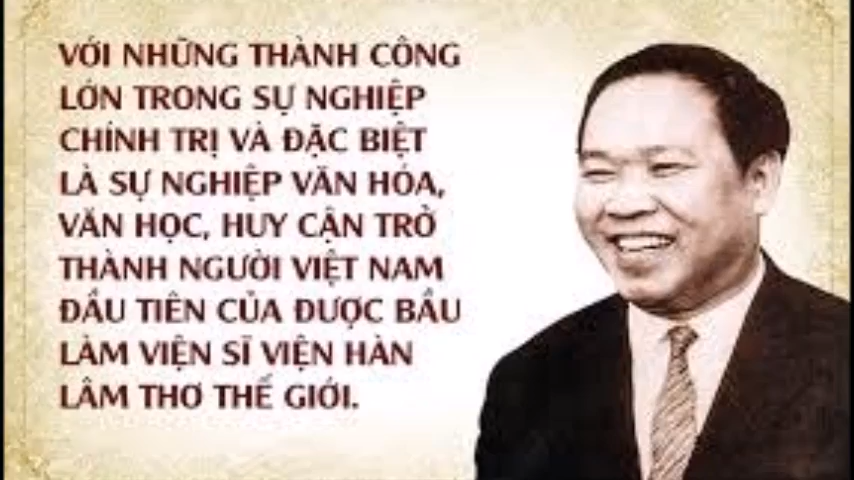 VỚI NHỮNG THÀNH CÔNG
LỚN TRONG SỰ NGHIỆP
CHÍNH TRỊ VÀ ĐẶC BIỆT
LÀ SỰ NGHIỆP VĂN HÓA,
VĂN HỌC, HUY CẬN TRỞ
THÀNH NGƯỜI VIỆT NAM
ĐẦU TIÊN CỦA ĐƯỢC BẦU
LÀM VIỆN SĨ VIỆN HÀN
LÂM THƠ THẾ GIỚI.